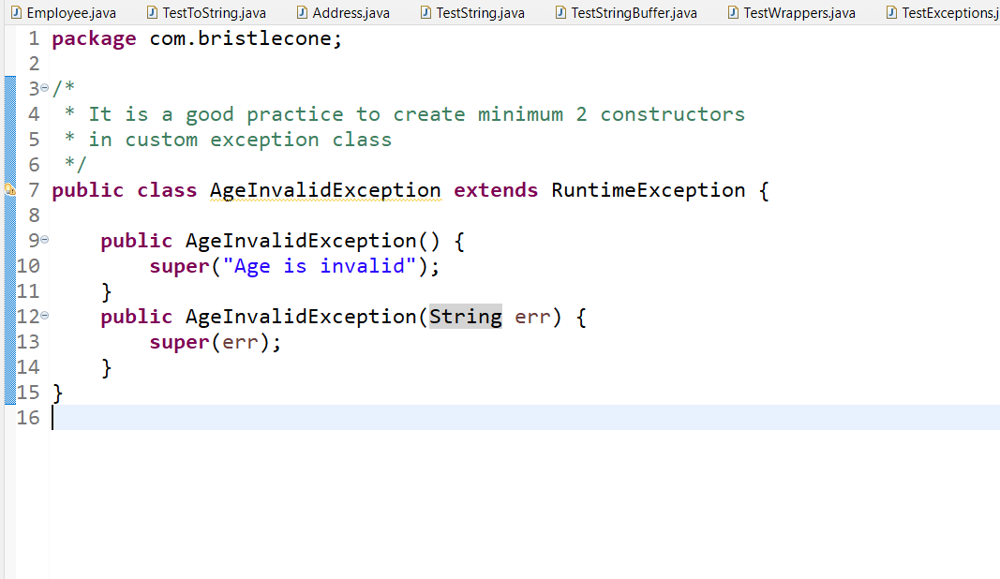 Employee.java TestToString.java Address.java TestString.java TestStringBuffer.java TestWrappers.java TestExceptions.j
1 package com.bristlecone;
2
3 /*
4  * It is a good practice to create minimum 2 constructors
5  * in custom exception class
6  */
7 public class AgeInvalidException extends RuntimeException {
8
9     public AgeInvalidException() {
10         super("Age is invalid");
11     }
12     public AgeInvalidException(String err) {
13         super(err);
14     }
15 }
16